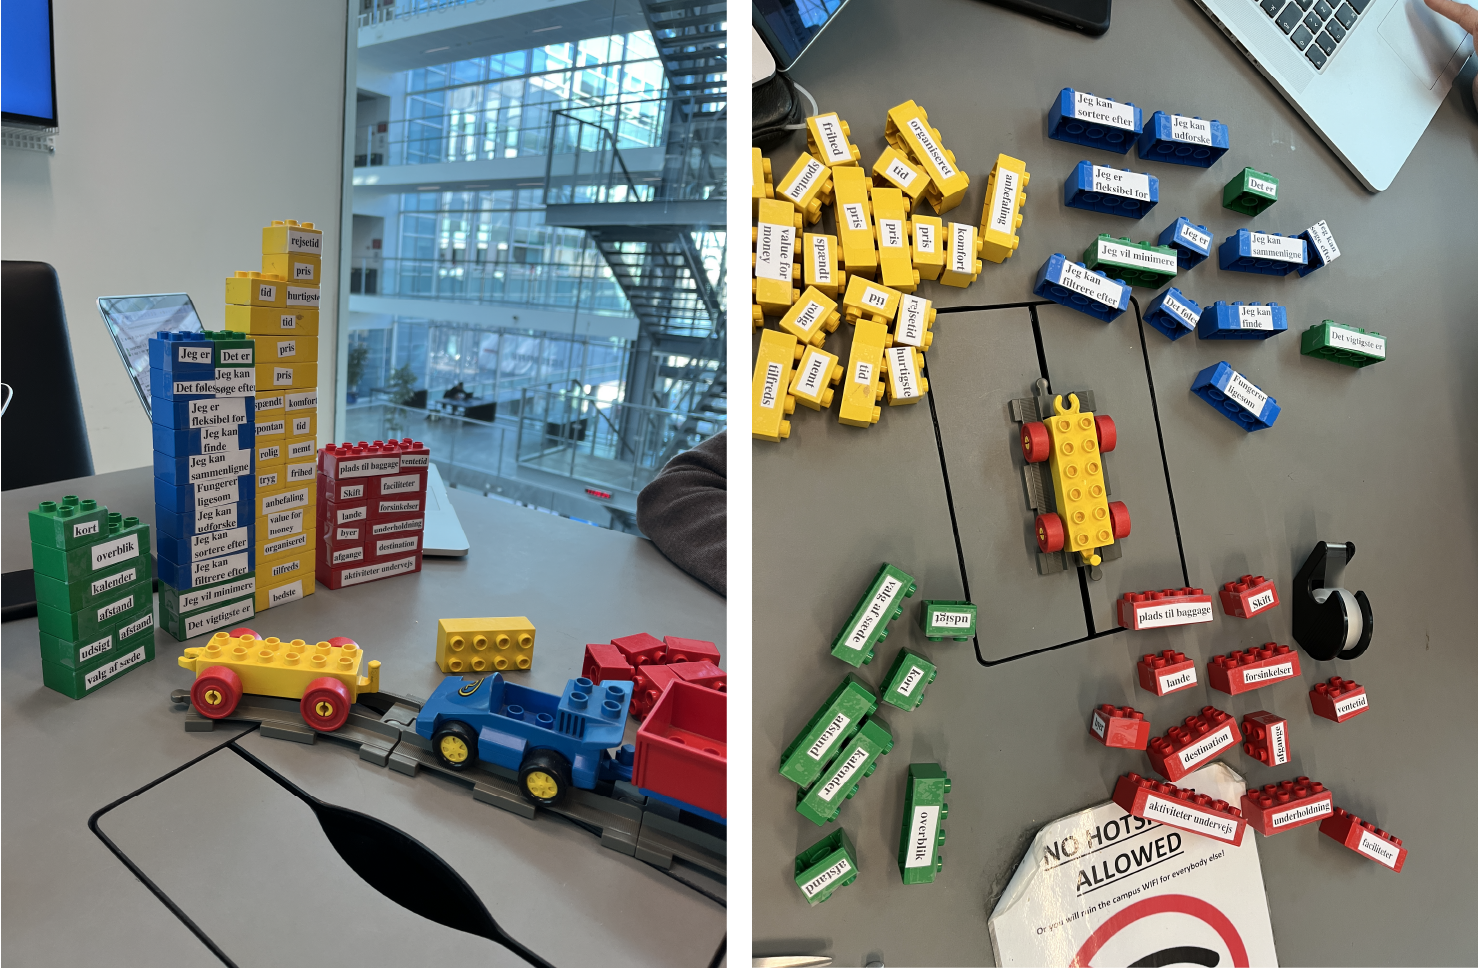 rejsetid
pris
tid
hurtigste
tid
pris
pris
spændt
komfort
spontan
tid
rolig
nemt
tryg
frihed
anbefaling
value for
money
organiseret
tilfreds
bedste
Jeg er
Det er
Det føles
Jeg kan
søge efter
Jeg er
fleksibel for
Jeg kan
finde
Jeg kan
sammenligne
Fungerer
ligesom
Jeg kan
udforske
Jeg kan
sortere efter
Jeg kan
filtrere efter
Jeg vil minimere
Det vigtigste er
plads til baggage
ventetid
Skift
faciliteter
lande
forsinkelser
byer
underholdning
afgange
destination
aktiviteter undervejs
kort
overblik
kalender
afstand
afstand
udsigt
valg af sæde
frihed
organiseret
spontan
tid
anbefaling
pris
pris
pris
komfort
value for
money
spændt
tid
rolig
rejsetid
tilfreds
nemt
tid
hurtigste
Jeg kan
sortere efter
Jeg kan
udforske
Jeg er
fleksibel for
Det er
Jeg er
Jeg kan
sammenligne
Jeg kan
søge efter
Jeg vil minimere
Jeg kan
filtrere efter
Det føles
Jeg kan
finde
Det vigtigste er
Fungerer
ligesom
valg af sæde
udsigt
kort
afstand
kalender
overblik
afstand
plads til baggage
Skift
lande
forsinkelser
ventetid
destination
afgange
aktiviteter undervejs
underholdning
faciliteter
NO HOTS
ALLOWED
Or you will ruin the campus WIFI for everybody else!